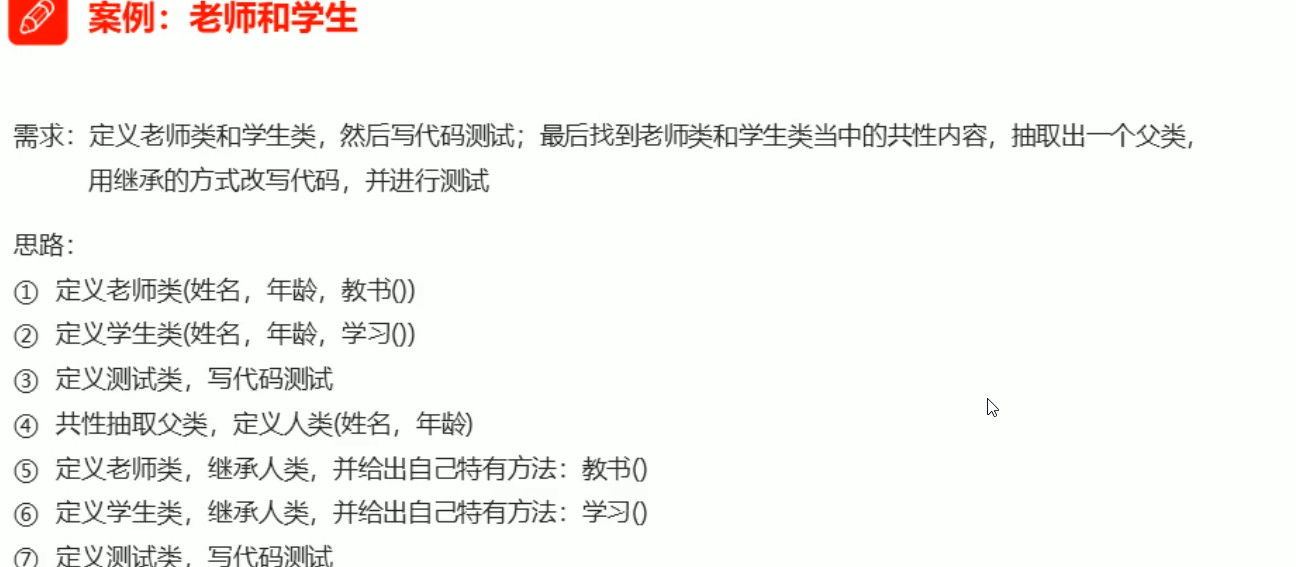 案例：老师和学生
需求：定义老师类和学生类，然后写代码测试；最后找到老师类和学生类当中的共性内容，抽取出一个父类，
用继承的方式改写代码，并进行测试
思路：
① 定义老师类(姓名，年龄，教书())
② 定义学生类(姓名，年龄，学习())
③ 定义测试类，写代码测试
④ 共性抽取父类，定义人类(姓名，年龄)
⑤ 定义老师类，继承人类，并给出自己特有方法：教书()
⑥ 定义学生类，继承人类，并给出自己特有方法：学习()
⑦ 定义测试类，写代码测试